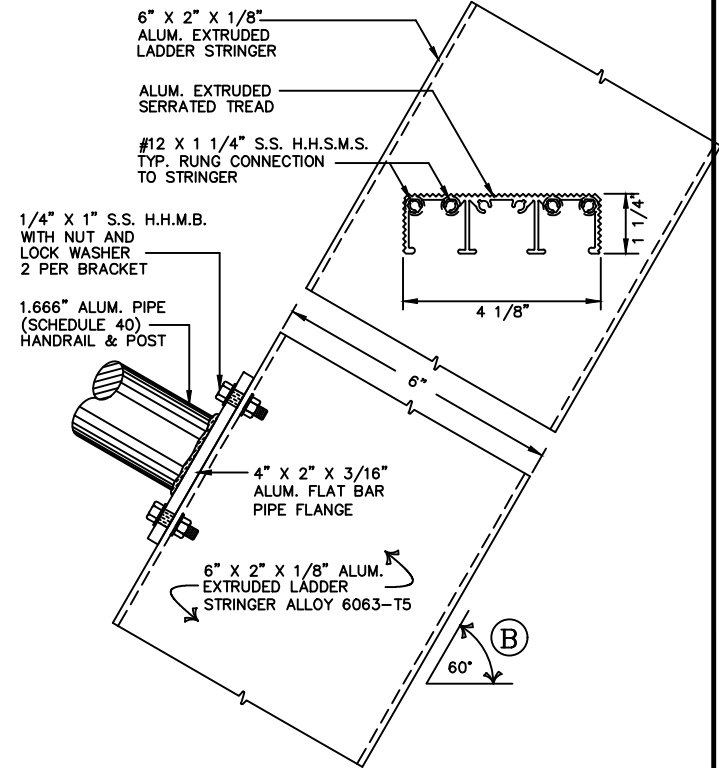 6" X 2" X 1/8"
ALUM. EXTRUDED
LADDER STRINGER
ALUM. EXTRUDED
SERRATED TREAD
#12 X 1 1/4" S.S. H.H.S.M.S.
TYP. RUNG CONNECTION
TO STRINGER
1/4" X 1" S.S. H.H.M.B.
WITH NUT AND
LOCK WASHER
2 PER BRACKET
1.666" ALUM. PIPE
(SCHEDULE 40)
HANDRAIL & POST
1 1/4"
4 1/8"
6"
4" X 2" X 3/16"
ALUM. FLAT BAR
PIPE FLANGE
6" X 2" X 1/8" ALUM.
EXTRUDED LADDER
STRINGER ALLOY 6063-T5
B
60°